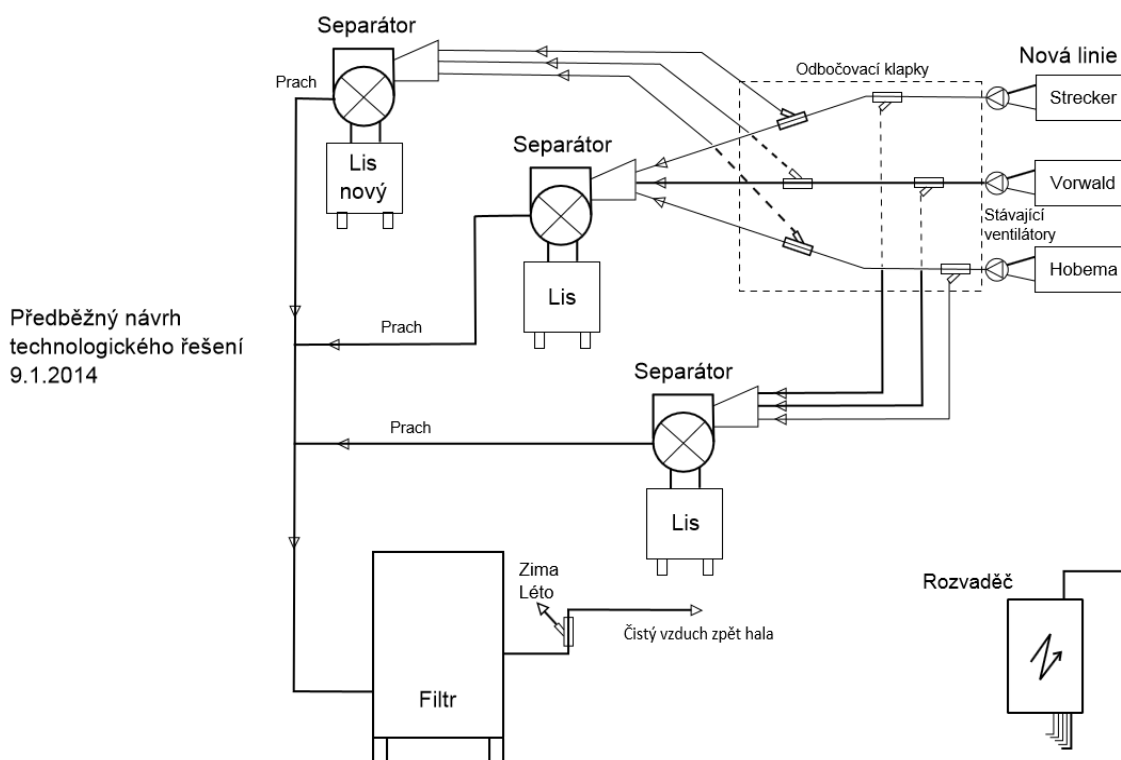 Separátor
Nová linie
Odbočovací klapky
Prach
Strecker
Separátor
Lis
nový
Vorwald
Stávající
ventilátory
Hobema
Lis
Předběžný návrh
technologického řešení
9.1.2014
Prach
Separátor
Prach
Lis
Zima
Léto
Rozvaděč
Čistý vzduch zpět hala
Filtr